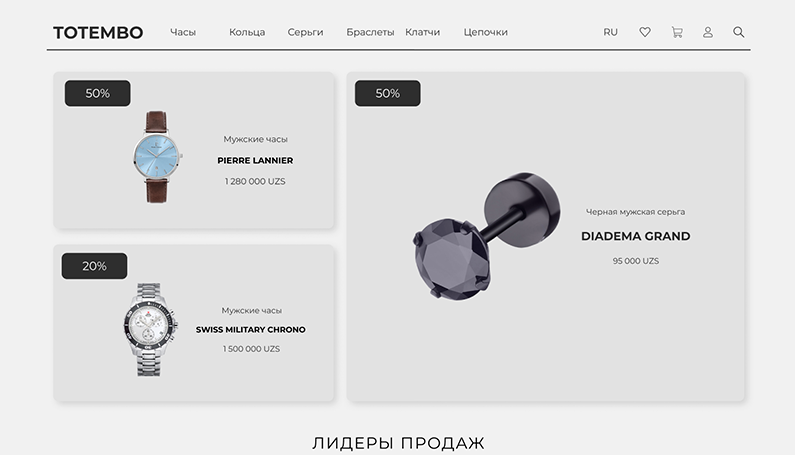 TOTEMBO Часы Кольца Серьги Браслеты Клатчи Цепочки RU
50%
Мужские часы
PIERRE LANNIER
1 280 000 UZS
20%
Мужские часы
SWISS MILITARY CHRONO
1 500 000 UZS
50%
Черная мужская серьга
DIADEMA GRAND
95 000 UZS
ЛИДЕРЫ ПРОДАЖ